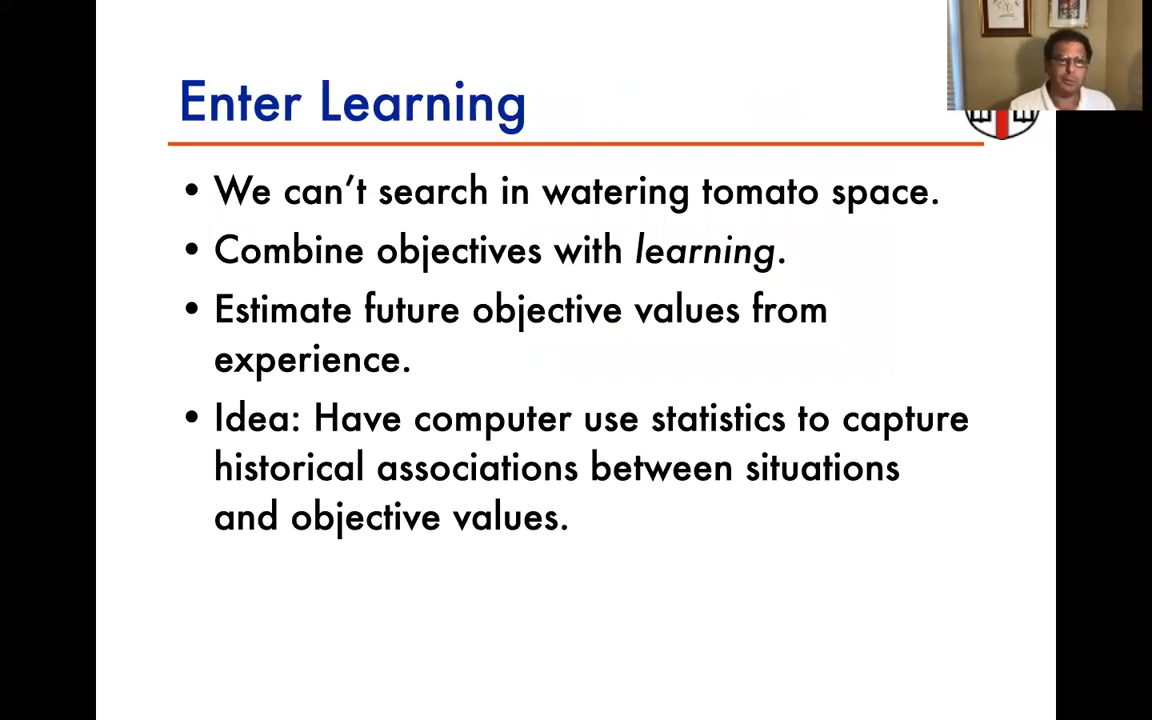 Enter Learning
• We can’t search in watering tomato space.
• Combine objectives with learning.
• Estimate future objective values from
experience.
• Idea: Have computer use statistics to capture
historical associations between situations
and objective values.